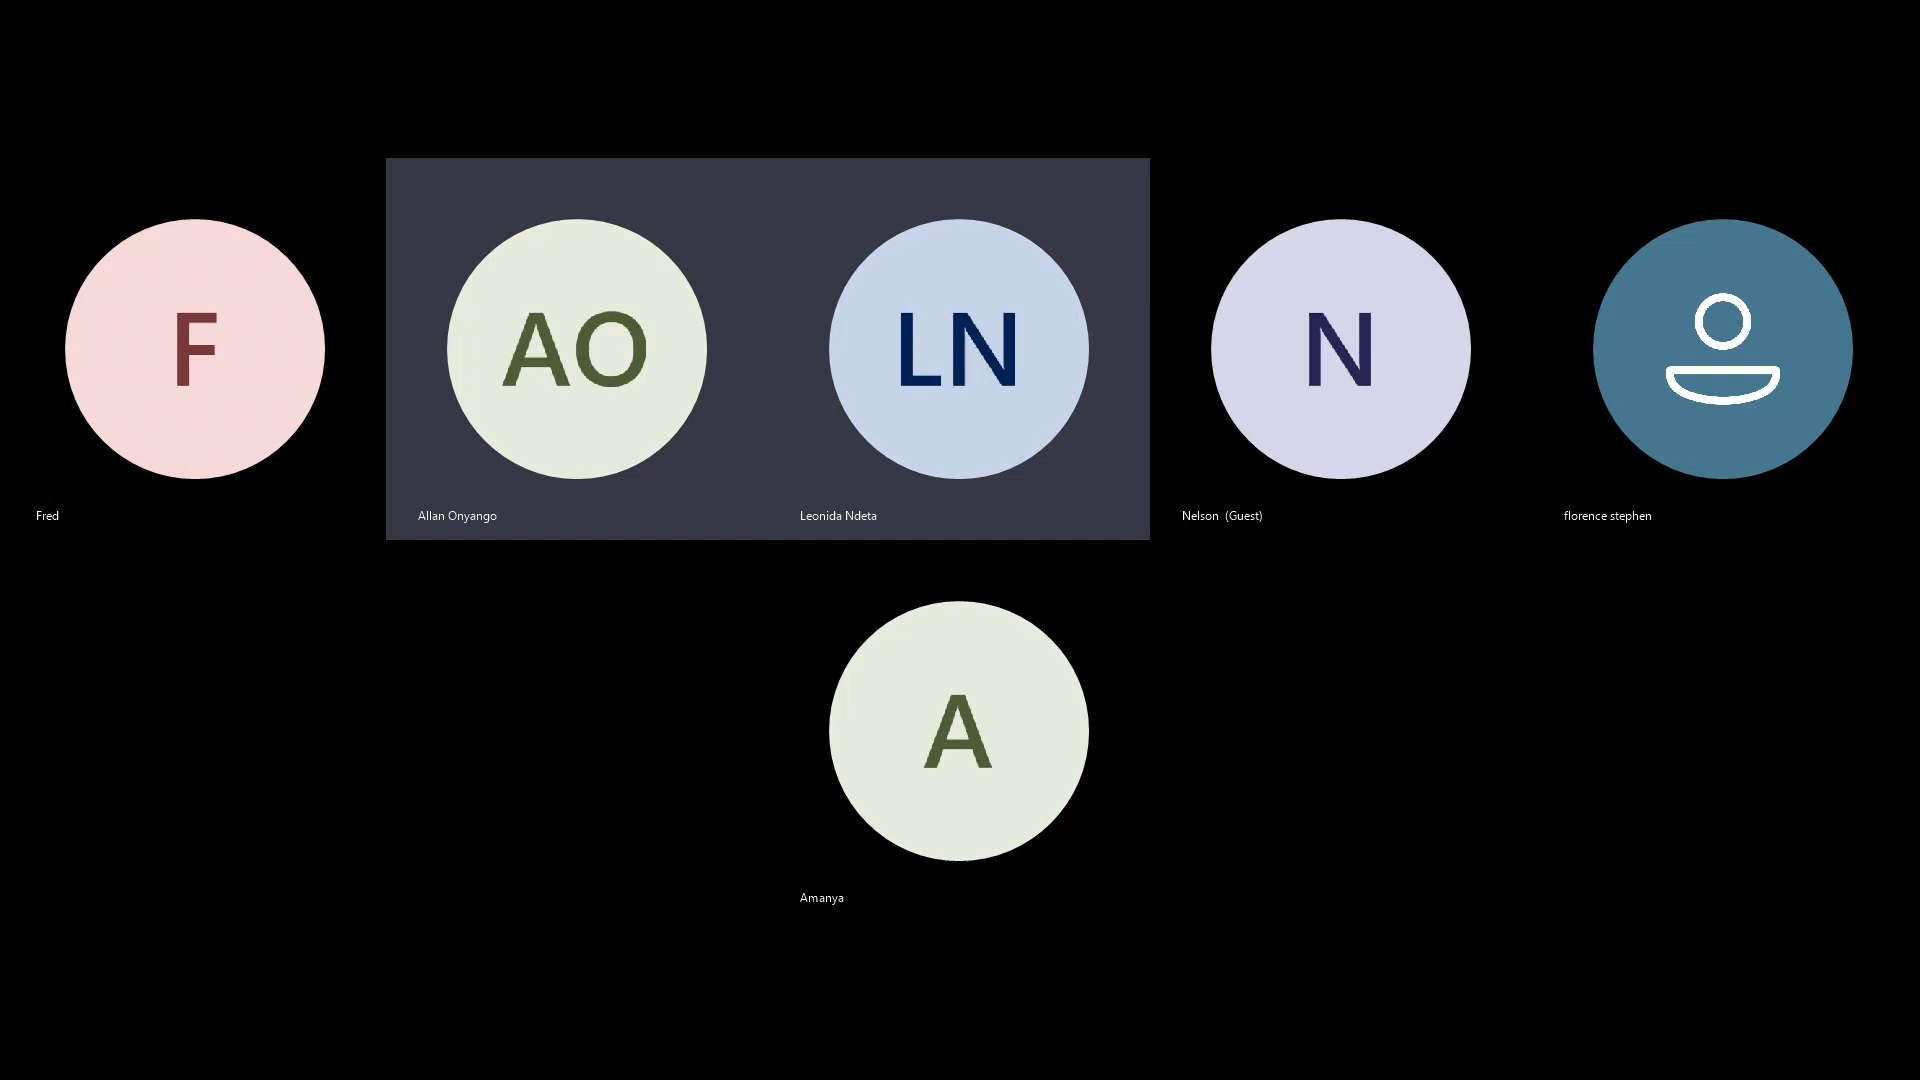 F
AO
LN
N
Fred
Allan Onyango
Leonida Ndeta
Nelson (Guest)
florence stephen
A
Amanya